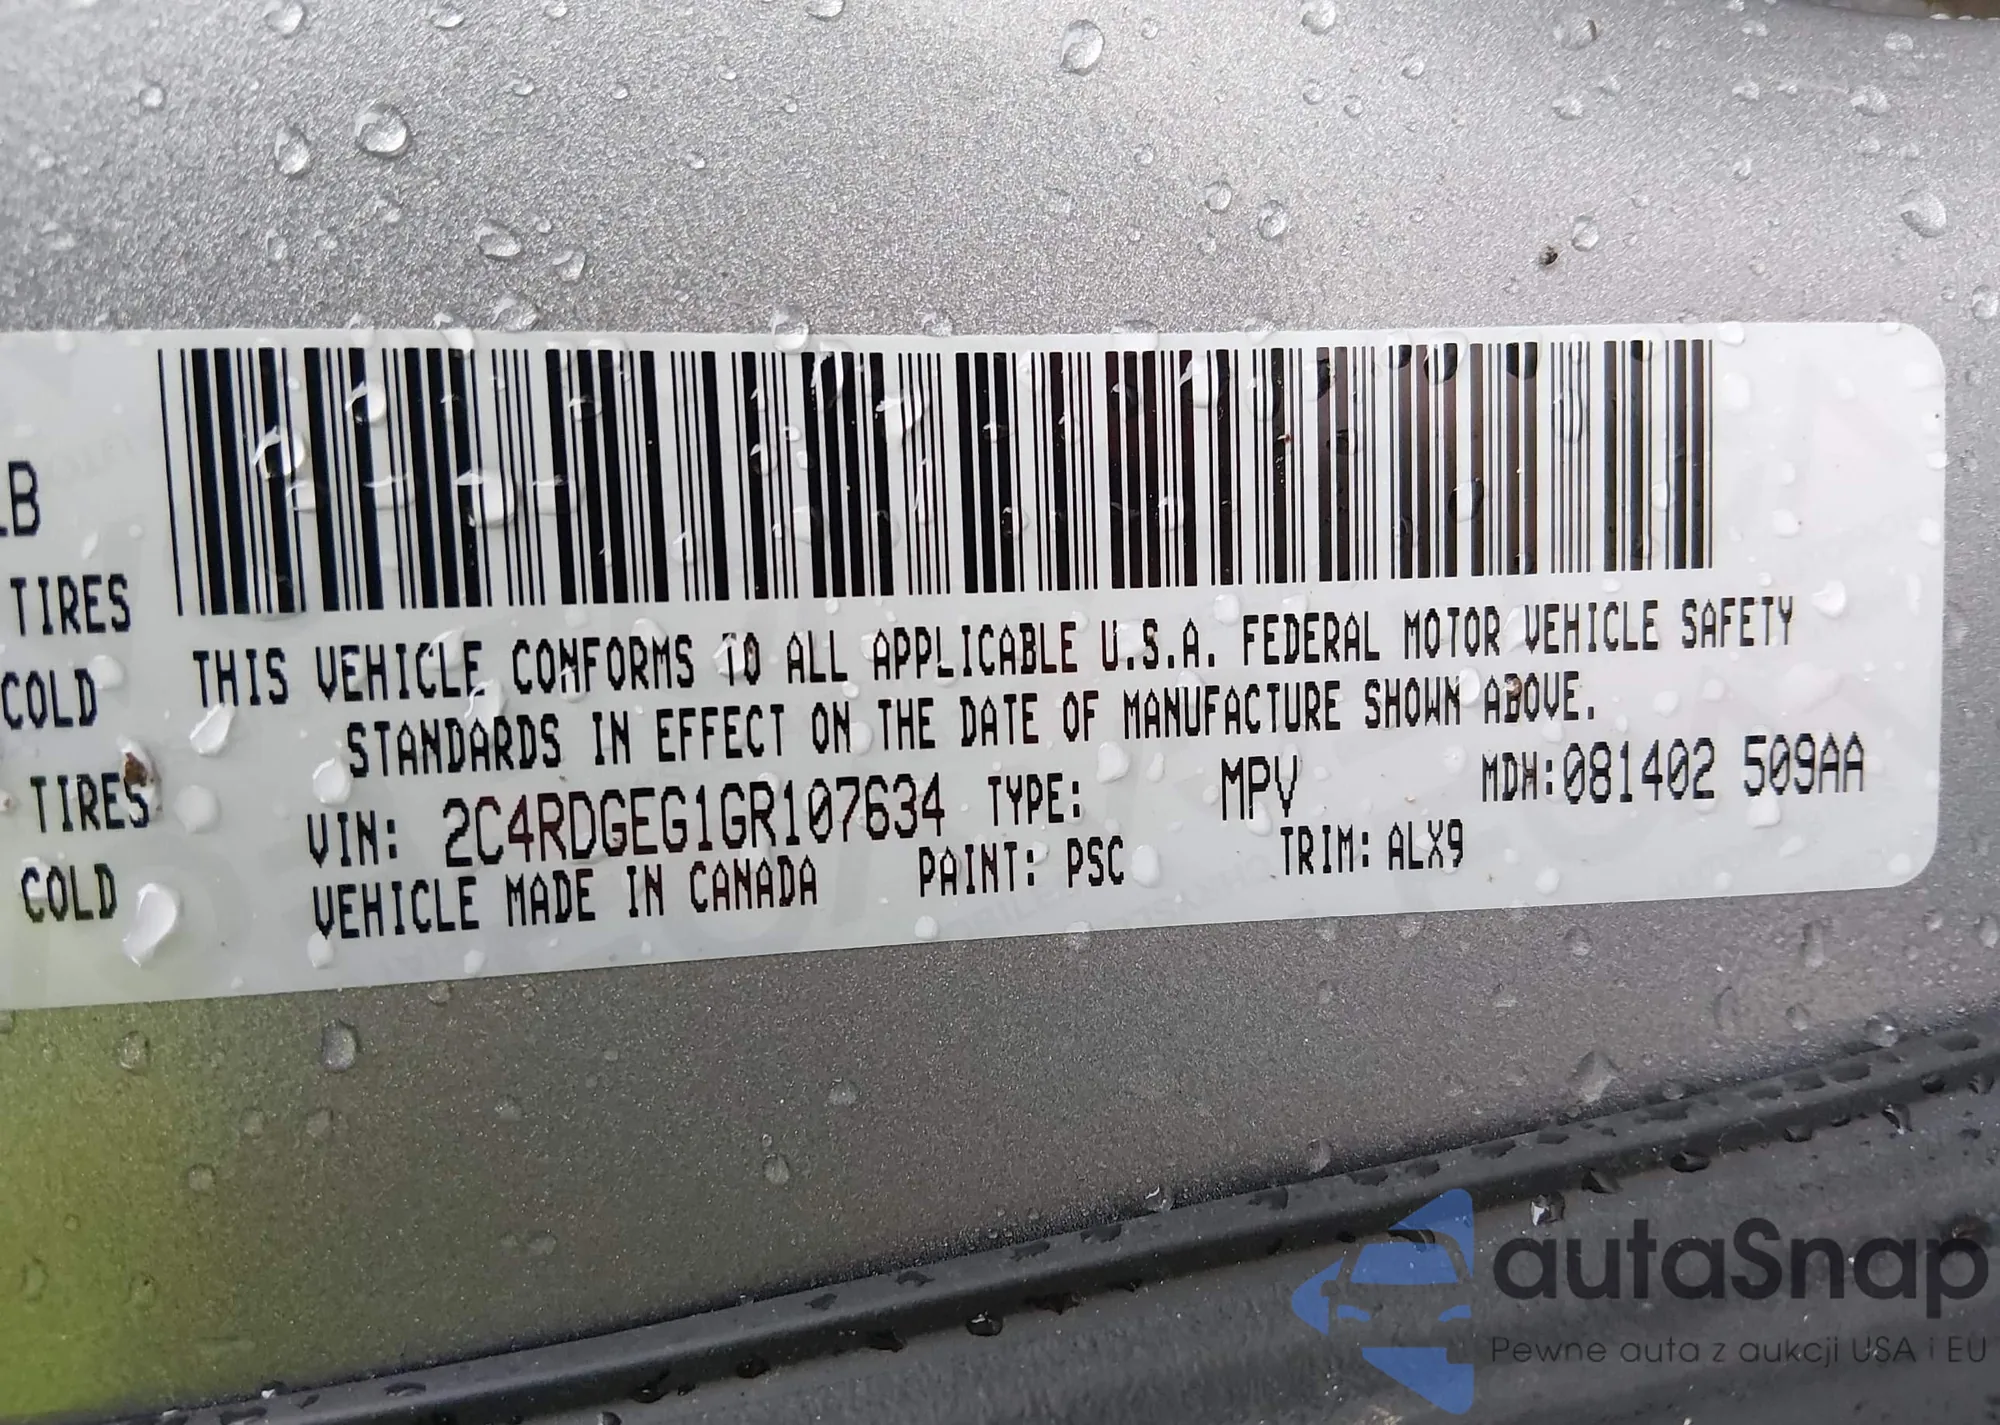 LB
TIRES
COLD
TIRES
COLD
THIS VEHICLE CONFORMS TO ALL APPLICABLE U.S.A. FEDERAL MOTOR VEHICLE SAFETY
STANDARDS IN EFFECT ON THE DATE OF MANUFACTURE SHOWN ABOVE.
VIN: 2C4RDGEG1GR107634 TYPE: MPV MDH:081402 509AA
VEHICLE MADE IN CANADA PAINT: PSC TRIM: ALX9
autaSnap
Pewne auta z aukcji USA i EU